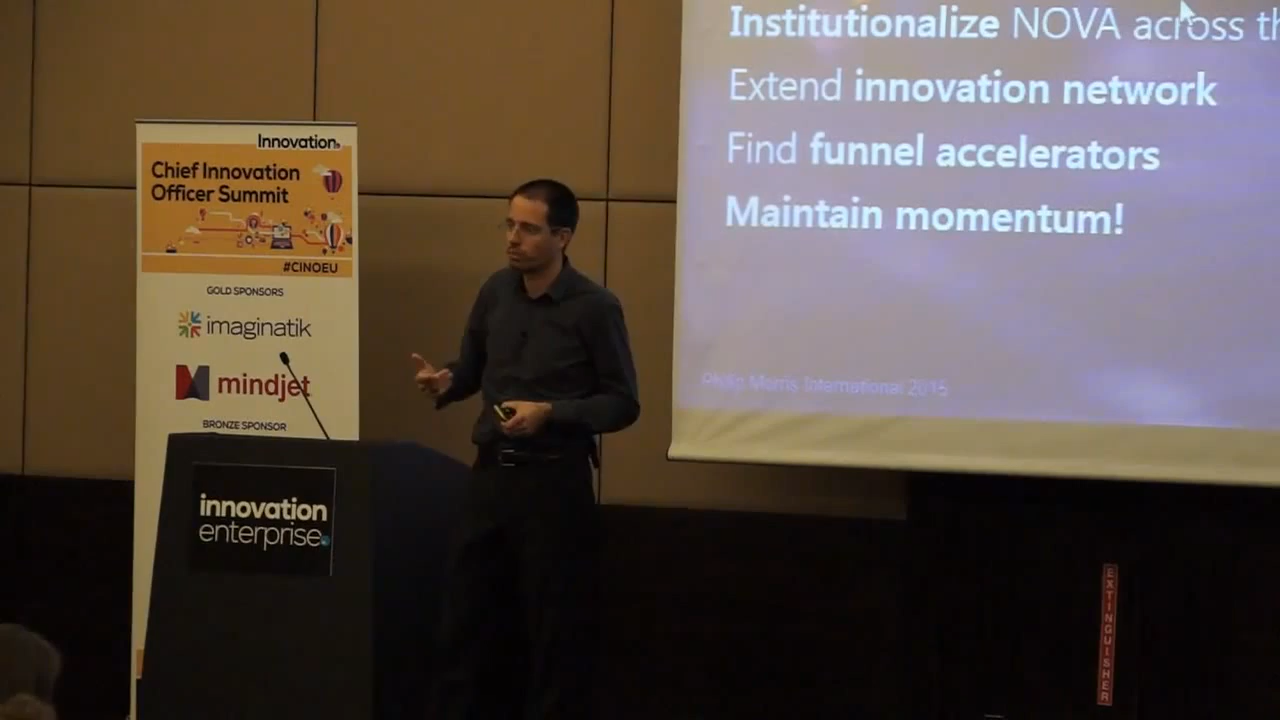 Innovation
Chief Innovation
Officer Summit
#CINOEU
GOLD SPONSORS
imaginatik
mindjet
BRONZE SPONSOR
innovation
enterprise
Institutionalize NOVA across th
Extend innovation network
Find funnel accelerators
Maintain momentum!
Philip Morris International 2015
EXTINGUISHER